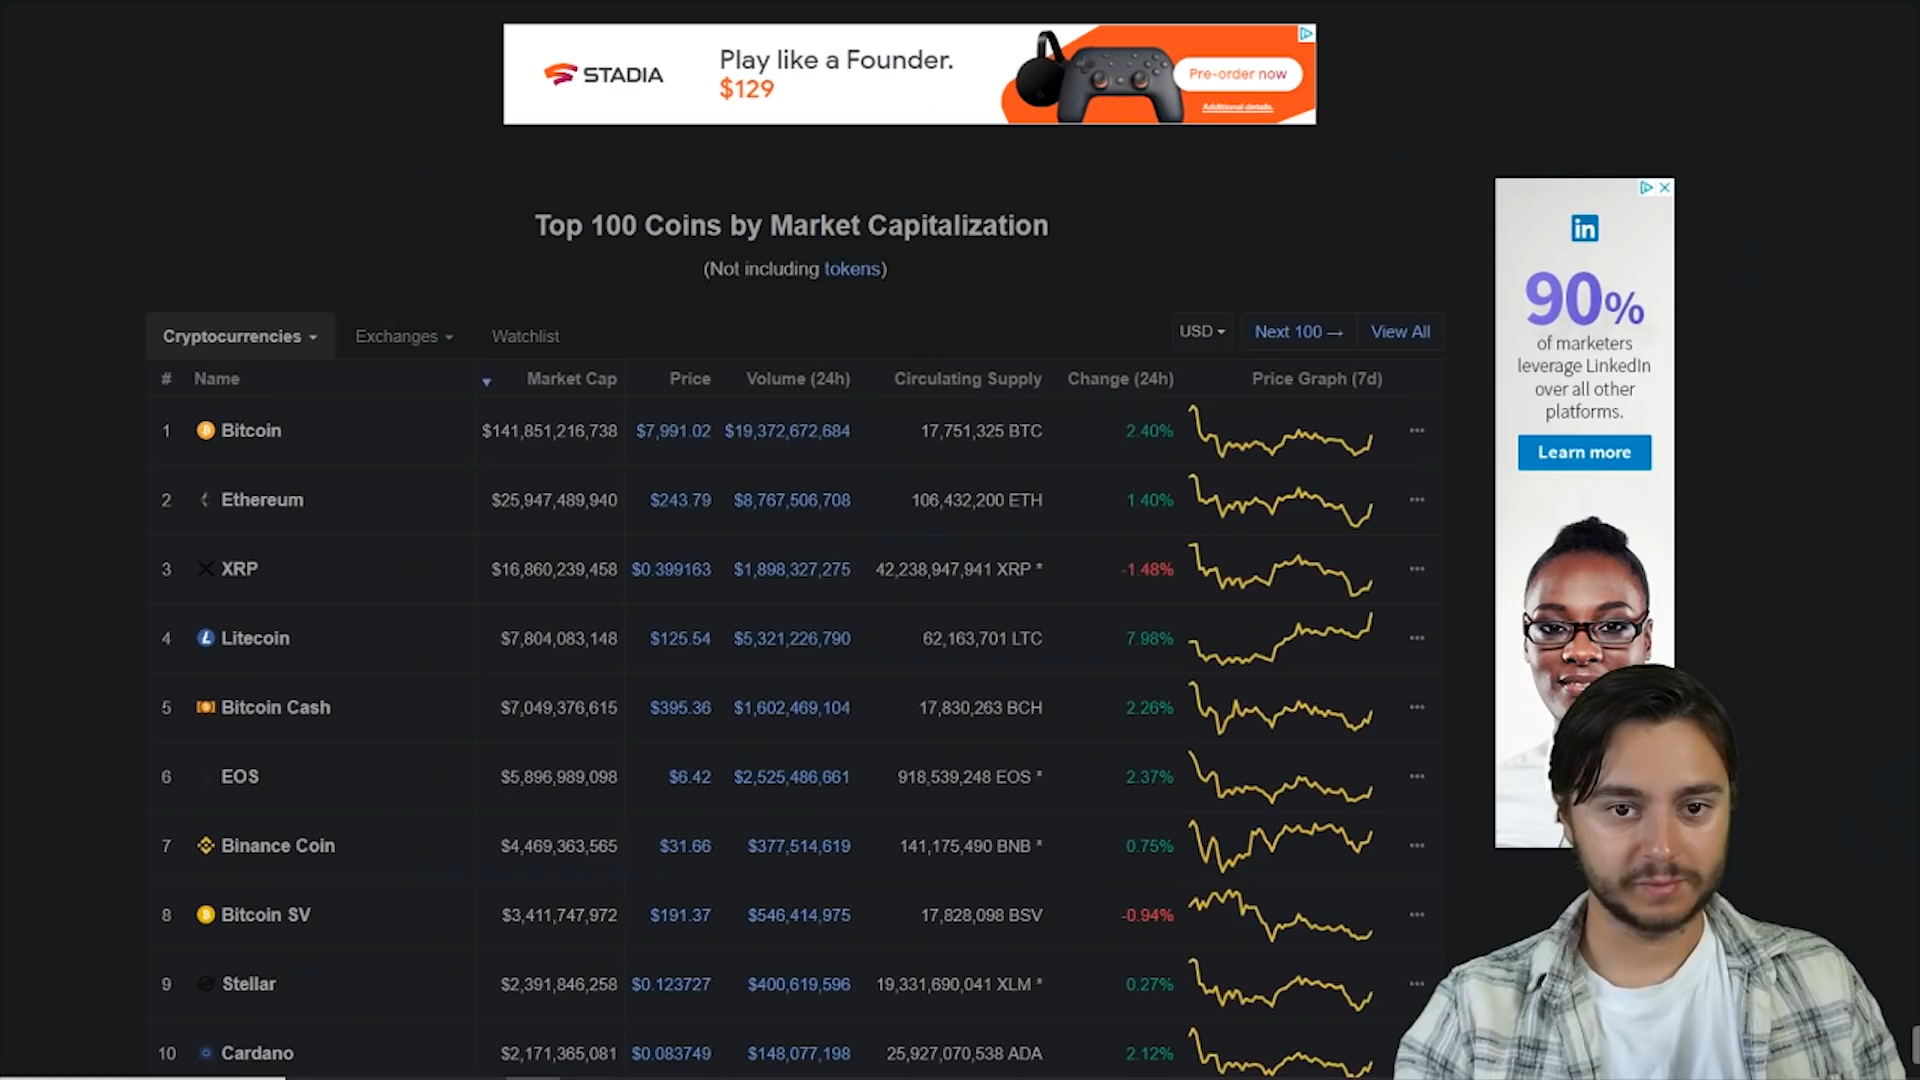 STADIA
Play like a Founder.
$129
Pre-order now
Additional details.
Top 100 Coins by Market Capitalization
(Not including tokens)
in
90%
of marketers
leverage LinkedIn
over all other
platforms.
Learn more
Cryptocurrencies Exchanges Watchlist USD Next 100 → View All
# Name Market Cap Price Volume (24h) Circulating Supply Change (24h) Price Graph (7d)
1 Bitcoin $141,851,216,738 $7,991.02 $19,372,672,684 17,751,325 BTC 2.40%
2 Ethereum $25,947,489,940 $243.79 $8,767,506,708 106,432,200 ETH 1.40%
3 XRP $16,860,239,458 $0.399163 $1,898,327,275 42,238,947,941 XRP * -1.48%
4 Litecoin $7,804,083,148 $125.54 $5,321,226,790 62,163,701 LTC 7.98%
5 Bitcoin Cash $7,049,376,615 $395.36 $1,602,469,104 17,830,263 BCH 2.26%
6 EOS $5,896,989,098 $6.42 $2,525,486,661 918,539,248 EOS * 2.37%
7 Binance Coin $4,469,363,565 $31.66 $377,514,619 141,175,490 BNB * 0.75%
8 Bitcoin SV $3,411,747,972 $191.37 $546,414,975 17,828,098 BSV -0.94%
9 Stellar $2,391,846,258 $0.123727 $400,619,596 19,331,690,041 XLM * 0.27%
10 Cardano $2,171,365,081 $0.083749 $148,077,198 25,927,070,538 ADA 2.12%